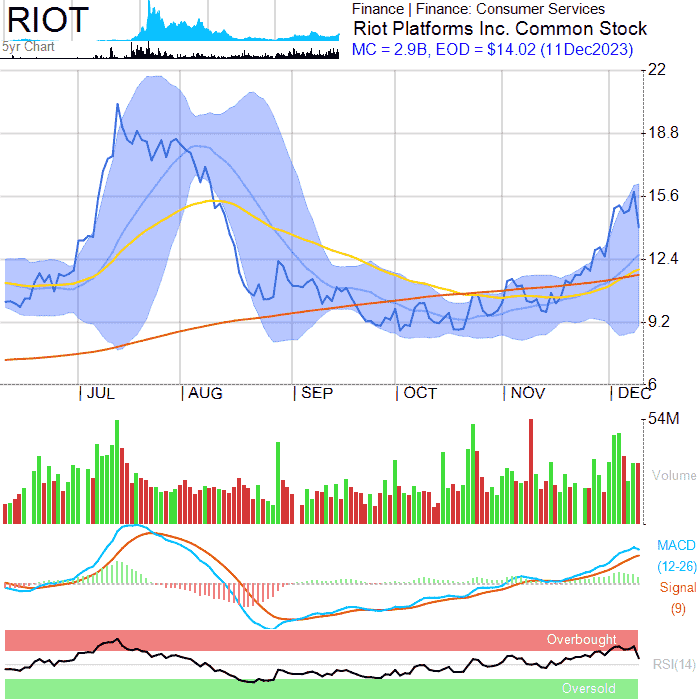 RIOT
5yr Chart
Finance | Finance: Consumer Services
Riot Platforms Inc. Common Stock
MC = 2.9B, EOD = $14.02 (11Dec2023)
22
18.8
15.6
12.4
9.2
6
JUL AUG SEP OCT NOV DEC
54M
Volume
MACD
(12-26)
Signal
(9)
Overbought
RSI(14)
Oversold